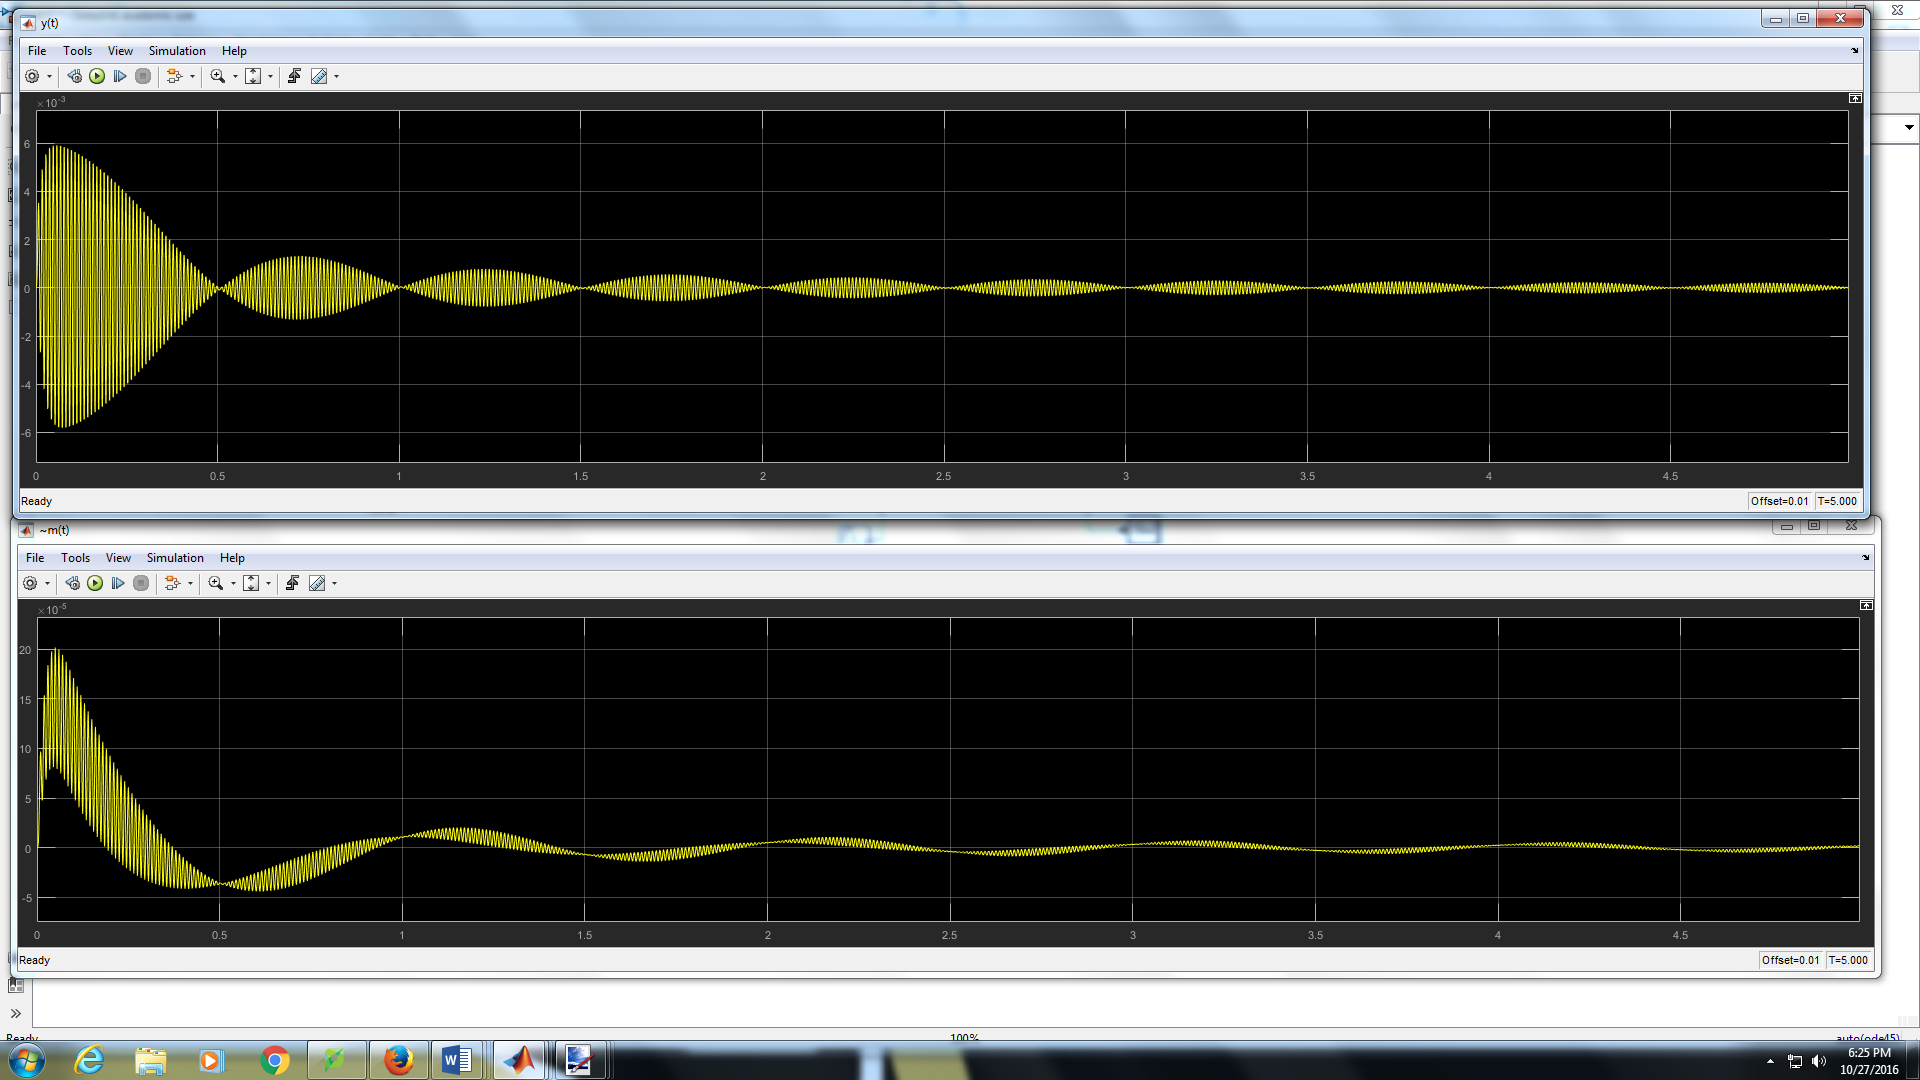 y(t)
File Tools View Simulation Help
×10-3
6
4
2
0
-2
-4
-6
0 0.5 1 1.5 2 2.5 3 3.5 4 4.5
Ready Offset=0.01 T=5.000
~m(t)
File Tools View Simulation Help
×10-5
20
15
10
5
0
-5
0 0.5 1 1.5 2 2.5 3 3.5 4 4.5
Ready Offset=0.01 T=5.000
Ready 100% auto(ode45)
6:25 PM
10/27/2016